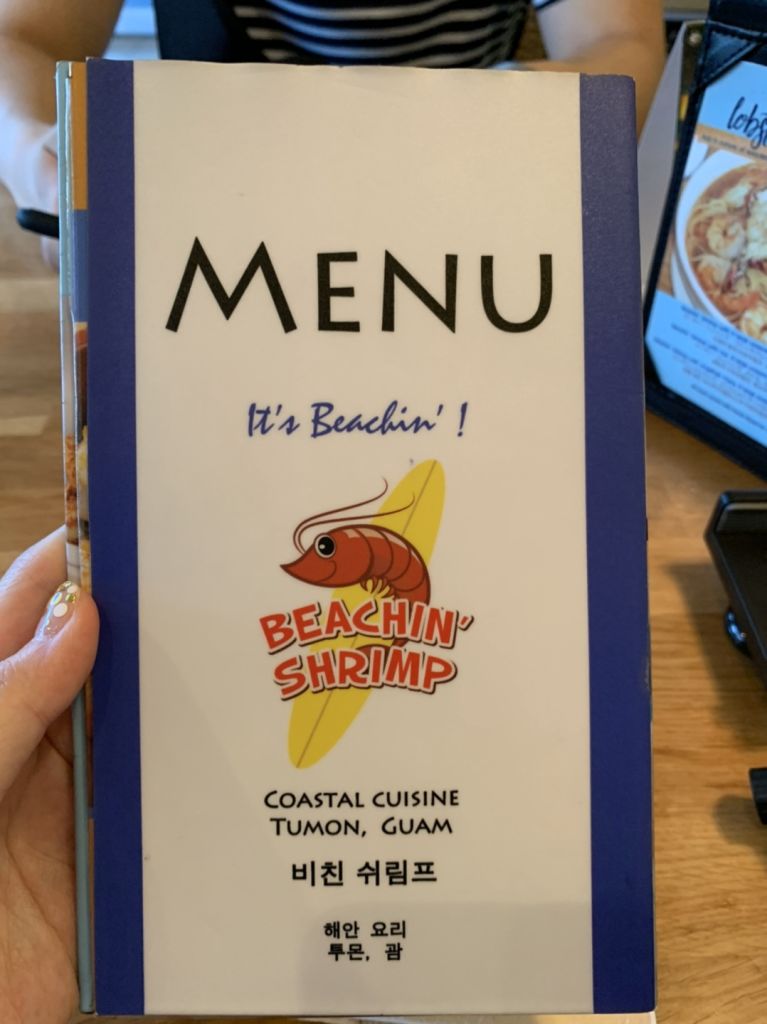 MENU
It's Beachin' !
BEACHIN'
SHRIMP
COASTAL CUISINE
TUMON, GUAM
비친 쉬림프
해안 요리
투몬, 괌